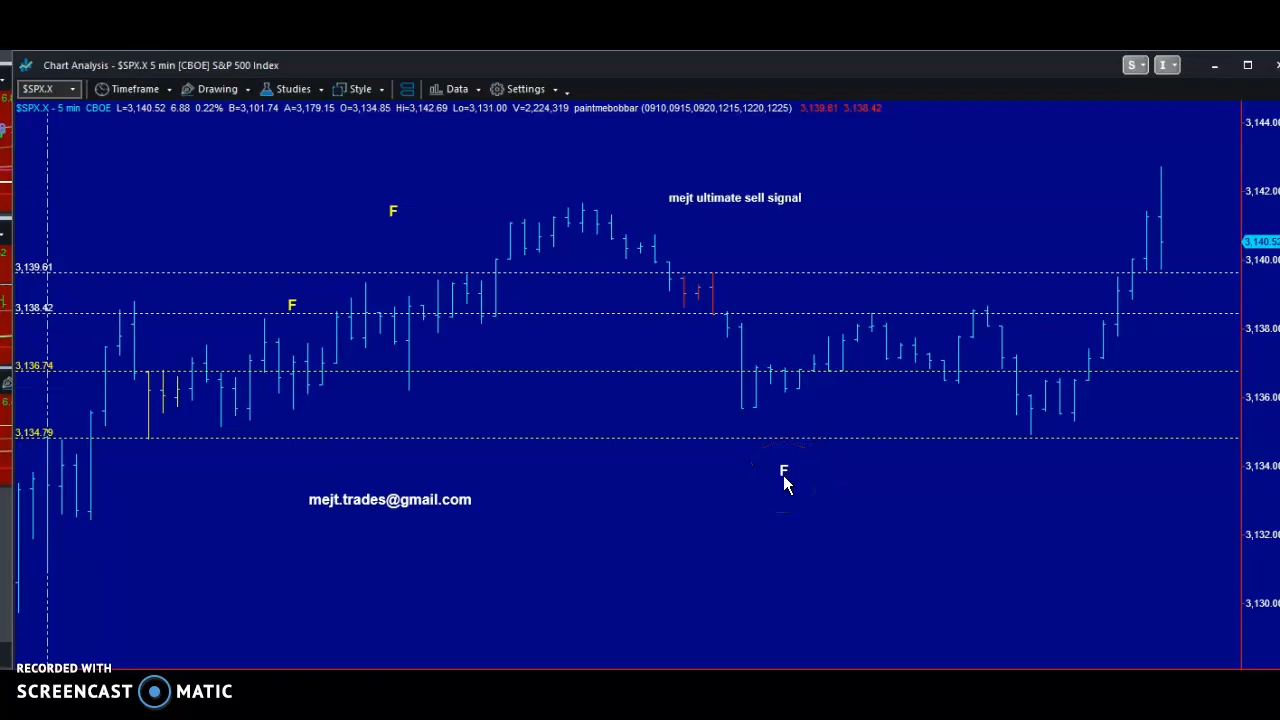 Chart Analysis - $SPX.X 5 min [CBOE] S&P 500 Index
S I
$SPX.X Timeframe Drawing Studies Style Data Settings
$SPX.X - 5 min CBOE L=3,140.52 6.88 0.22% B=3,101.74 A=3,179.15 O=3,134.85 Hi=3,142.69 Lo=3,131.00 V=2,224,319 paintmebobbar (0910,0915,0920,1215,1220,1225) 3,139.61 3,138.42
3,144.00
mejt ultimate sell signal
3,142.00
F
3,140.52
3,140.00
3,139.61
F
3,138.42
3,138.00
3,136.74
3,136.00
3,134.79
3,134.00
F
mejt.trades@gmail.com
3,132.00
3,130.00
RECORDED WITH
SCREENCAST MATIC